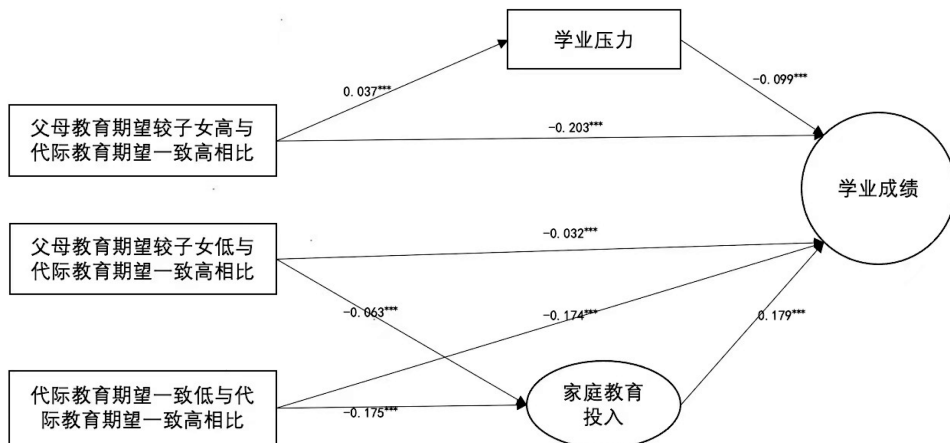 学业压力
0.037***
-0.099***
父母教育期望较子女高与
代际教育期望一致高相比
-0.203***
学业成绩
父母教育期望较子女低与
代际教育期望一致高相比
-0.032***
-0.063***
-0.174***
0.179***
代际教育期望一致低与代
际教育期望一致高相比
-0.175***
家庭教育
投入